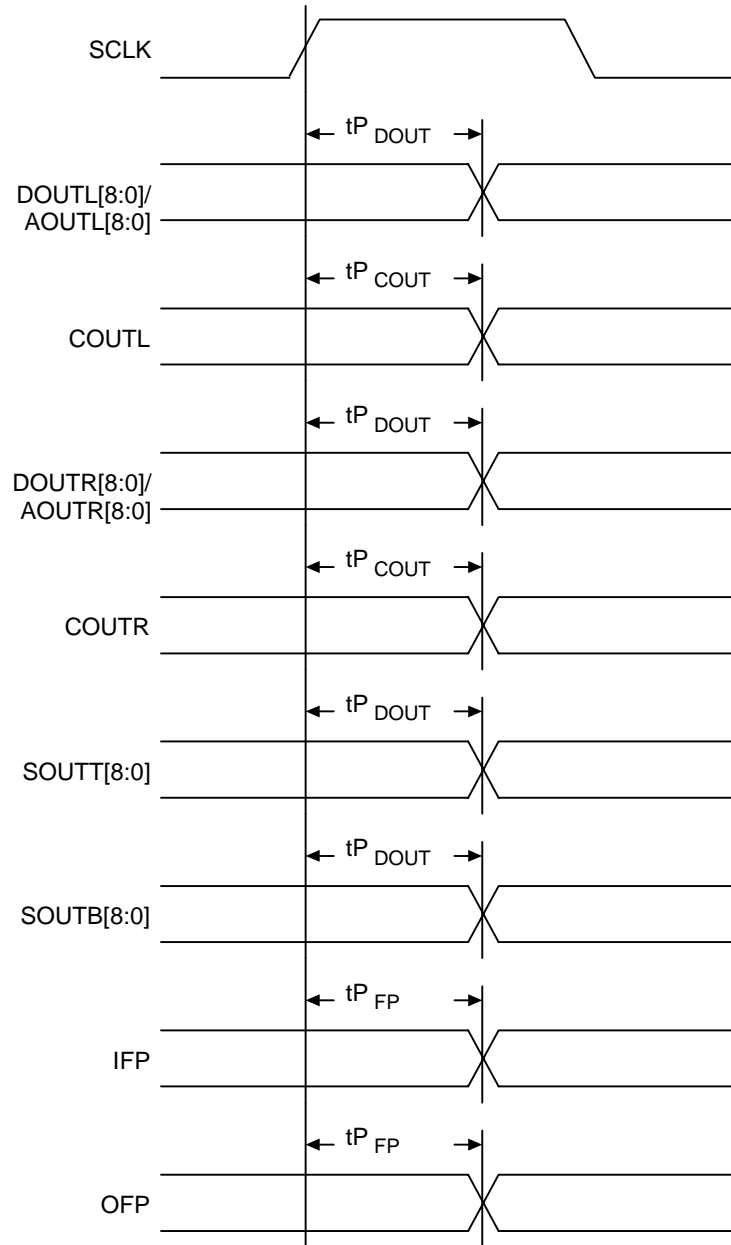 SCLK
tP DOUT
DOUTL[8:0]/
AOUTL[8:0]
tP COUT
COUTL
tP DOUT
DOUTR[8:0]/
AOUTR[8:0]
tP COUT
COUTR
tP DOUT
SOUTT[8:0]
tP DOUT
SOUTB[8:0]
tP FP
IFP
tP FP
OFP